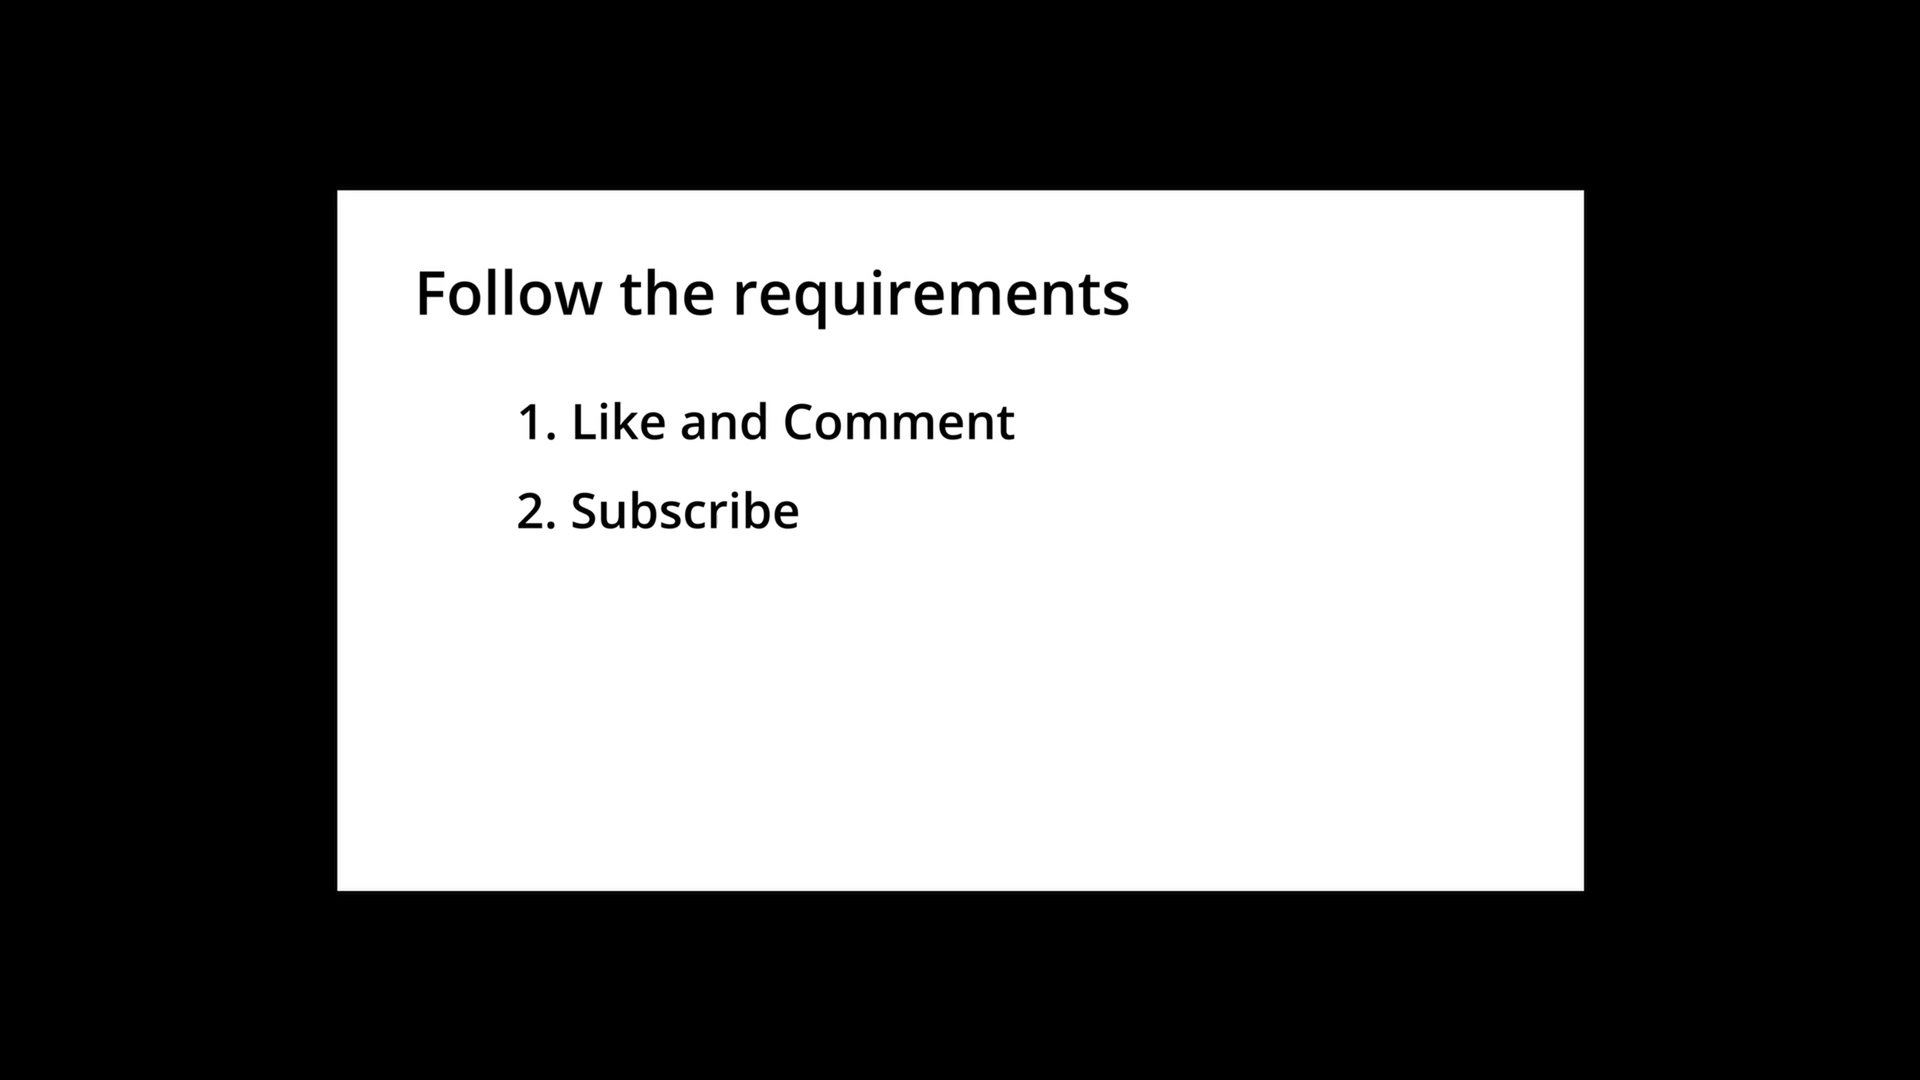 Follow the requirements
1. Like and Comment
2. Subscribe